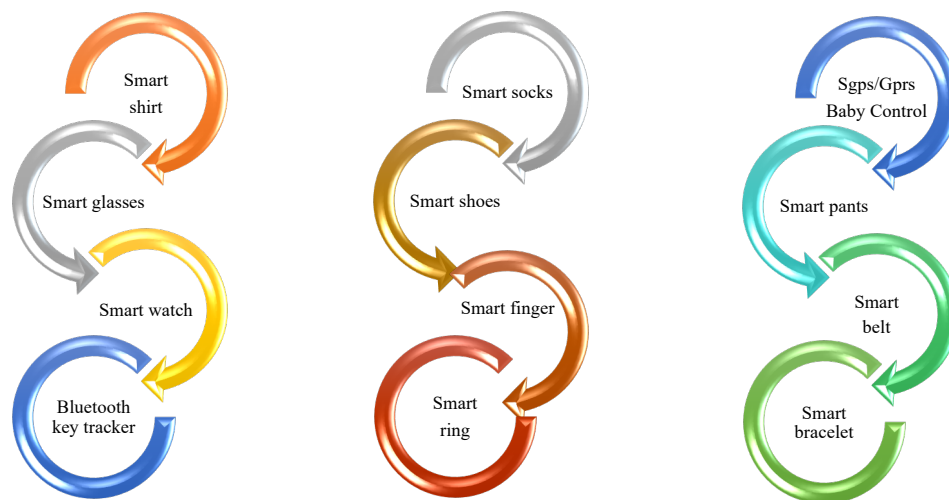 Smart
shirt
Smart glasses
Smart watch
Bluetooth
key tracker
Smart socks
Smart shoes
Smart finger
Smart
ring
Sgps/Gprs
Baby Control
Smart pants
Smart
belt
Smart
bracelet